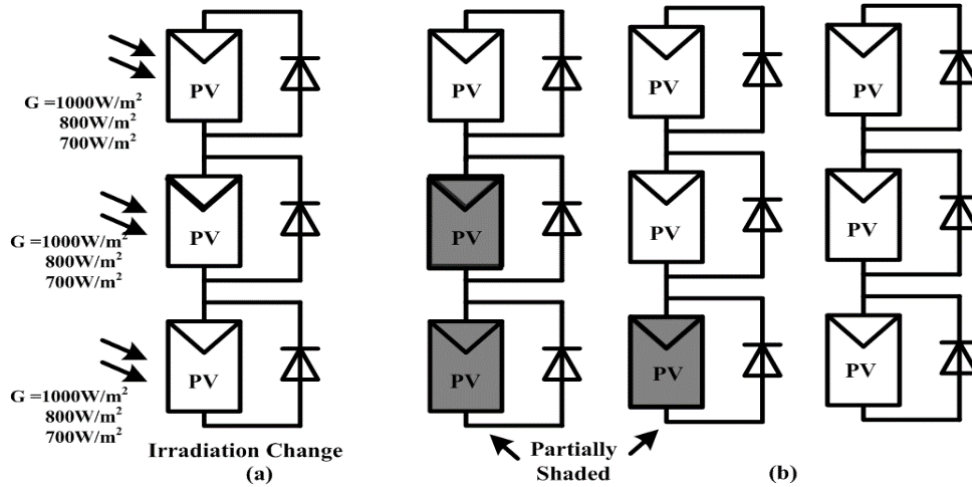 PV
PV
PV
PV
G =1000W/m²
800W/m²
700W/m²
PV
PV
PV
PV
G =1000W/m²
800W/m²
700W/m²
PV
PV
PV
PV
G =1000W/m²
800W/m²
700W/m²
Irradiation Change
(a)
Partially
Shaded
(b)